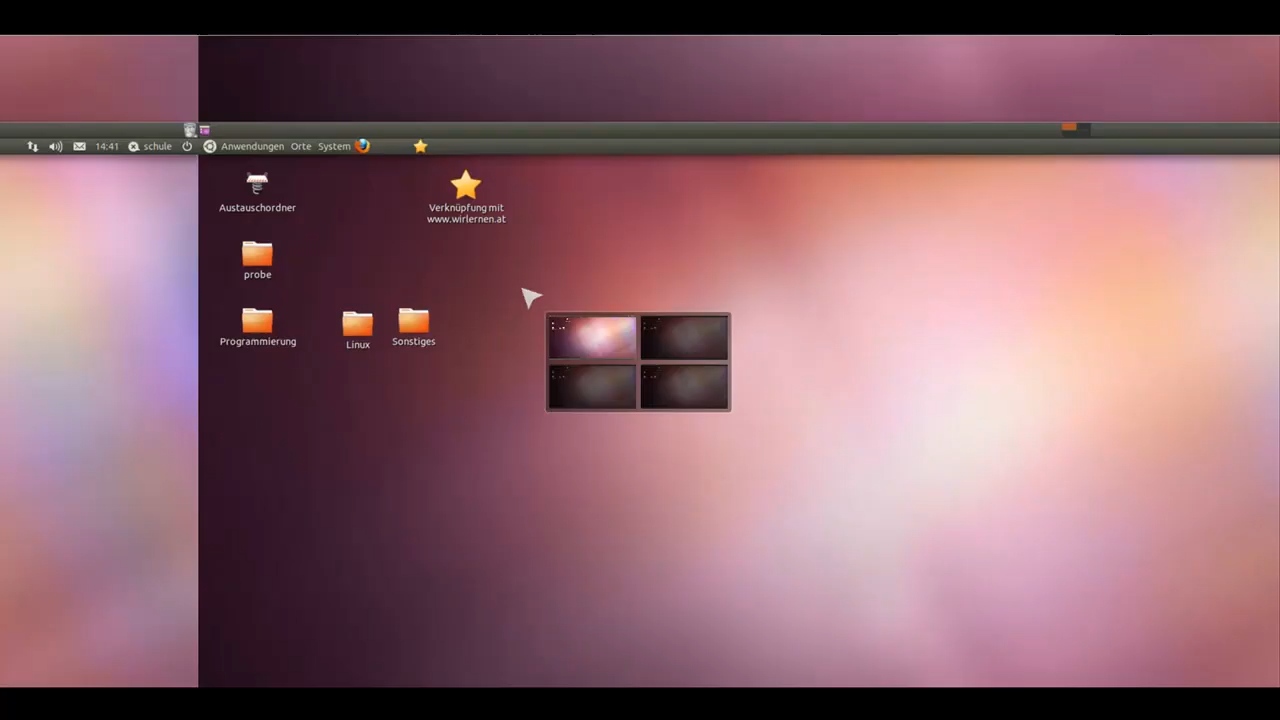 14:41 schule Anwendungen Orte System
Austauschordner
Verknüpfung mit
www.wirlernen.at
probe
Programmierung
Linux
Sonstiges